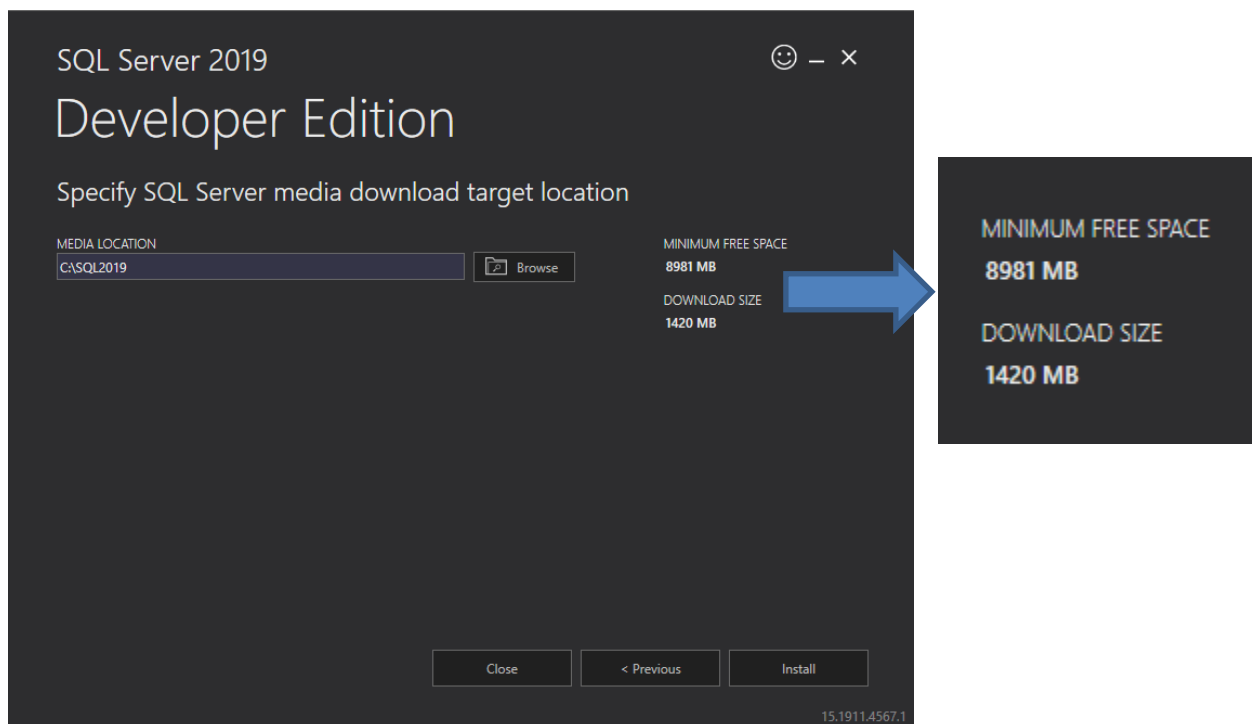 SQL Server 2019
Developer Edition
Specify SQL Server media download target location
MEDIA LOCATION
C:\SQL2019
Browse
MINIMUM FREE SPACE
8981 MB
DOWNLOAD SIZE
1420 MB
Close
< Previous
Install
15.1911.4567.1
MINIMUM FREE SPACE
8981 MB
DOWNLOAD SIZE
1420 MB